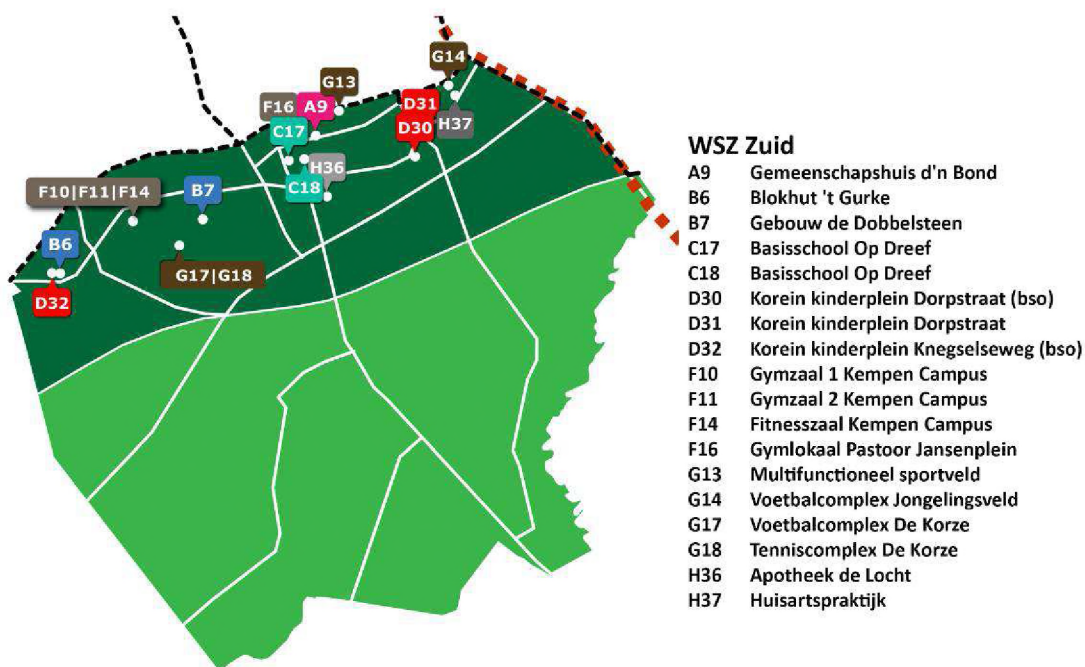 G14
G13
F16 A9
D31
C17
D30
H37
H36
C18
F10|F11|F14
B7
B6
G17|G18
D32
WSZ Zuid
A9 Gemeenschapshuis d'n Bond
B6 Blokhut 't Gurke
B7 Gebouw de Dobbelsteen
C17 Basisschool Op Dreef
C18 Basisschool Op Dreef
D30 Korein kinderplein Dorpstraat (bso)
D31 Korein kinderplein Dorpstraat
D32 Korein kinderplein Knegselseweg (bso)
F10 Gymzaal 1 Kempen Campus
F11 Gymzaal 2 Kempen Campus
F14 Fitnesszaal Kempen Campus
F16 Gymlokaal Pastoor Jansenplein
G13 Multifunctioneel sportveld
G14 Voetbalcomplex Jongelingsveld
G17 Voetbalcomplex De Korze
G18 Tenniscomplex De Korze
H36 Apotheek de Locht
H37 Huisartspraktijk